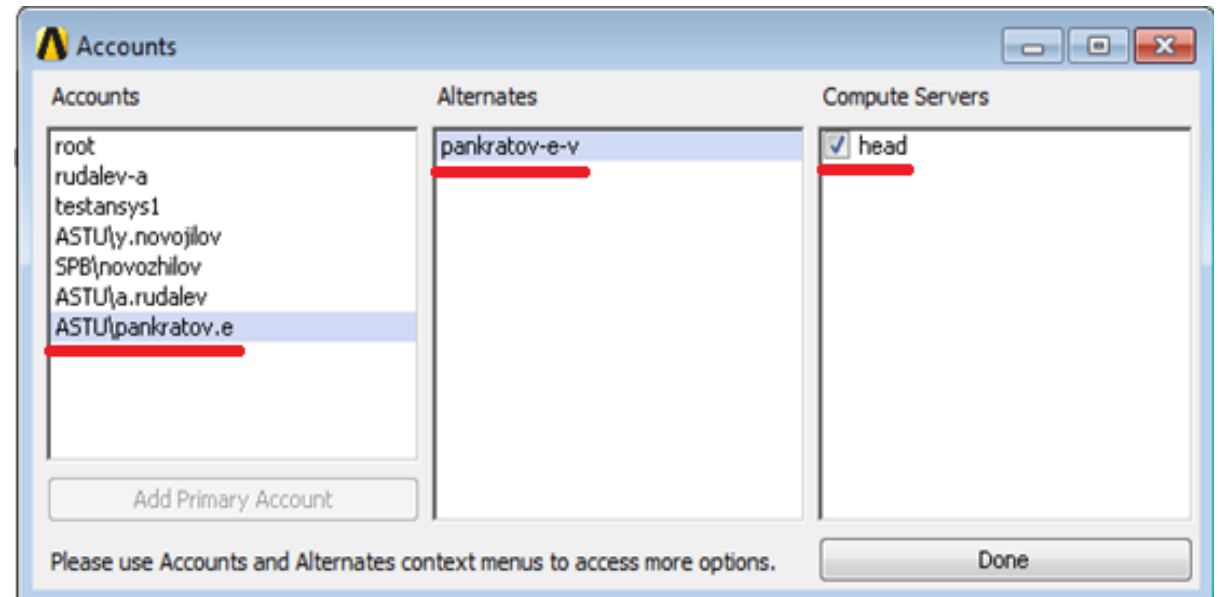 Accounts
Accounts
Alternates
Compute Servers
root
rudalev-a
testansys1
ASTU\y.novojilov
SPB\novozhilov
ASTU\a.rudalev
ASTU\pankratov.e
pankratov-e-v
head
Add Primary Account
Please use Accounts and Alternates context menus to access more options.
Done